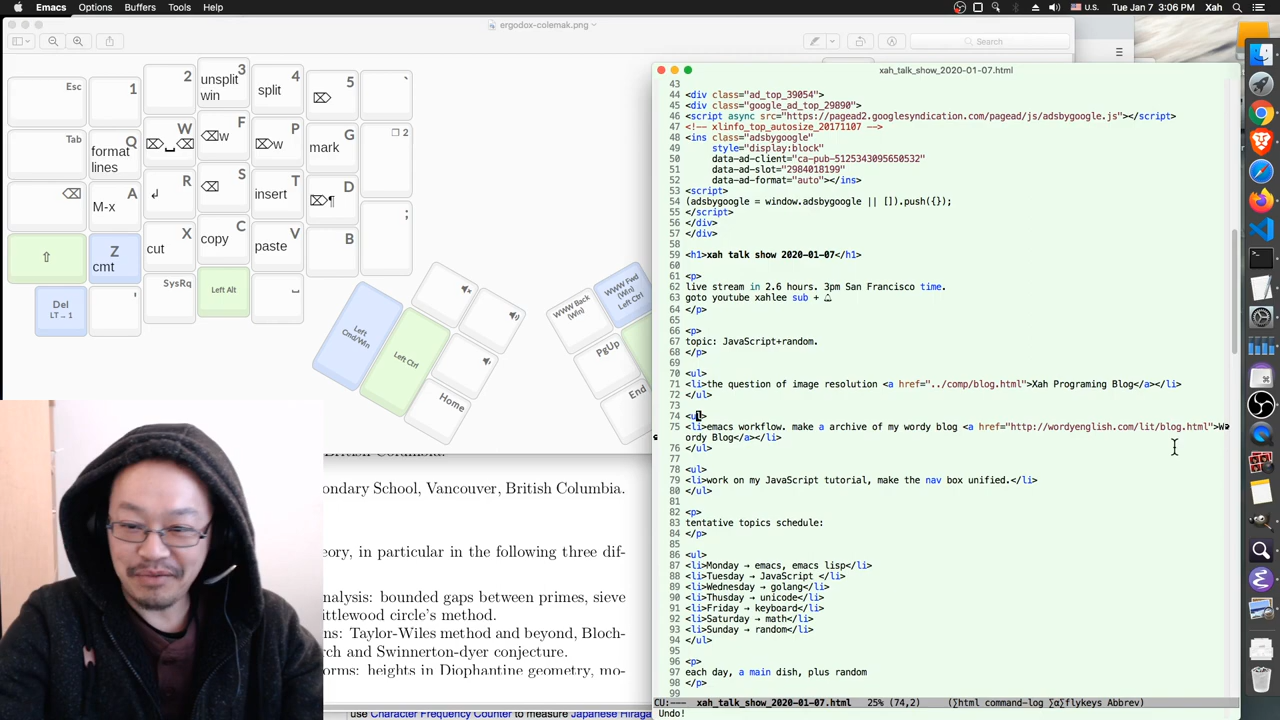 Emacs Options Buffers Tools Help
Tue Jan 7 3:06 PM Xah Lee
ergodox-colemak.png
Search
Esc
1
2
3
unsplit
win
4
split
5
⌦
`
Tab
Q
format
lines
W
⌦␣⌫
F
⌫w
P
⌦w
G
mark
❐ 2
⌫
A
M-x
R
↲
S
⌫
T
insert
D
⌦¶
;
⇧
Z
cmt
X
cut
C
copy
V
paste
B
Del
LT → 1
'
SysRq
Left Alt
␣
Left
Cmd/Win
Left Ctrl
Home
WWW Back
(Win)
WWW Fwd
(Win)
Left Ctrl
PgUp
End
xah_talk_show_2020-01-07.html
43
44 <div class="ad_top_39054">
45 <div class="google_ad_top_29890">
46 <script async src="https://pagead2.googlesyndication.com/pagead/js/adsbygoogle.js"></script>
47 <!-- xlinfo_top_autosize_20171107 -->
48 <ins class="adsbygoogle"
49 style="display:block"
50 data-ad-client="ca-pub-5125343095650532"
51 data-ad-slot="2984018199"
52 data-ad-format="auto"></ins>
53 <script>
54 (adsbygoogle = window.adsbygoogle || []).push({});
55 </script>
56 </div>
57 </div>
58
59 <h1>xah talk show 2020-01-07</h1>
60
61 <p>
62 live stream in 2.6 hours. 3pm San Francisco time.
63 goto youtube xahlee sub + 🔔
64 </p>
65
66 <p>
67 topic: JavaScript+random.
68 </p>
69
70 <ul>
71 <li>the question of image resolution <a href="../comp/blog.html">Xah Programing Blog</a></li>
72 </ul>
73
74 <ul>
75 <li>emacs workflow. make a archive of my wordy blog <a href="http://wordyenglish.com/lit/blog.html">W
ordy Blog</a></li>
76 </ul>
77
78 <ul>
79 <li>work on my JavaScript tutorial, make the nav box unified.</li>
80 </ul>
81
82 <p>
83 tentative topics schedule:
84 </p>
85
86 <ul>
87 <li>Monday → emacs, emacs lisp</li>
88 <li>Tuesday → JavaScript </li>
89 <li>Wednesday → golang</li>
90 <li>Thusday → unicode</li>
91 <li>Friday → keyboard</li>
92 <li>Saturday → math</li>
93 <li>Sunday → random</li>
94 </ul>
95
96 <p>
97 each day, a main dish, plus random
98 </p>
99
CU:--- xah_talk_show_2020-01-07.html 25% (74,2) (∑html command-log ∑αƒlykeys Abbrev)
Undo!
British Columbia.
ondary School, Vancouver, British Columbia.
eory, in particular in the following three dif-
nalysis: bounded gaps between primes, sieve
ittlewood circle's method.
ns: Taylor-Wiles method and beyond, Bloch-
rch and Swinnerton-dyer conjecture.
orms: heights in Diophantine geometry, mo-
use Character Frequency Counter to measure Japanese Hiraga